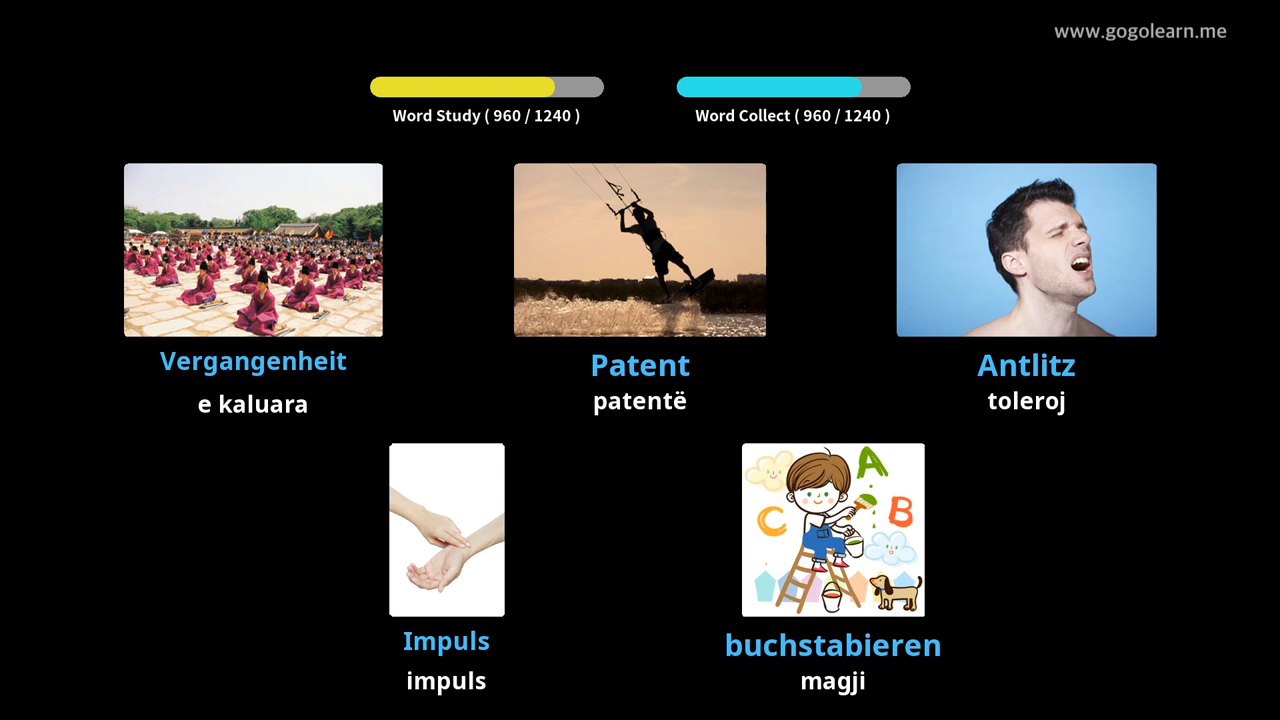 www.gogolearn.me
Word Study ( 960 / 1240 )
Word Collect ( 960 / 1240 )
Vergangenheit
e kaluara
Patent
patentë
Antlitz
toleroj
A
B
C
Impuls
impuls
buchstabieren
magji